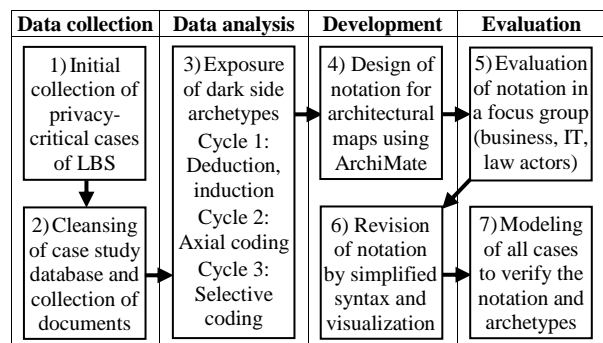 Data collection
Data analysis
Development
Evaluation
1) Initial
collection of
privacy-
critical cases
of LBS
2) Cleansing
of case study
database and
collection of
documents
3) Exposure
of dark side
archetypes
Cycle 1:
Deduction,
induction
Cycle 2:
Axial coding
Cycle 3:
Selective
coding
4) Design of
notation for
architectural
maps using
ArchiMate
5) Evaluation
of notation in
a focus group
(business, IT,
law actors)
6) Revision
of notation
by simplified
syntax and
visualization
7) Modeling
of all cases
to verify the
notation and
archetypes